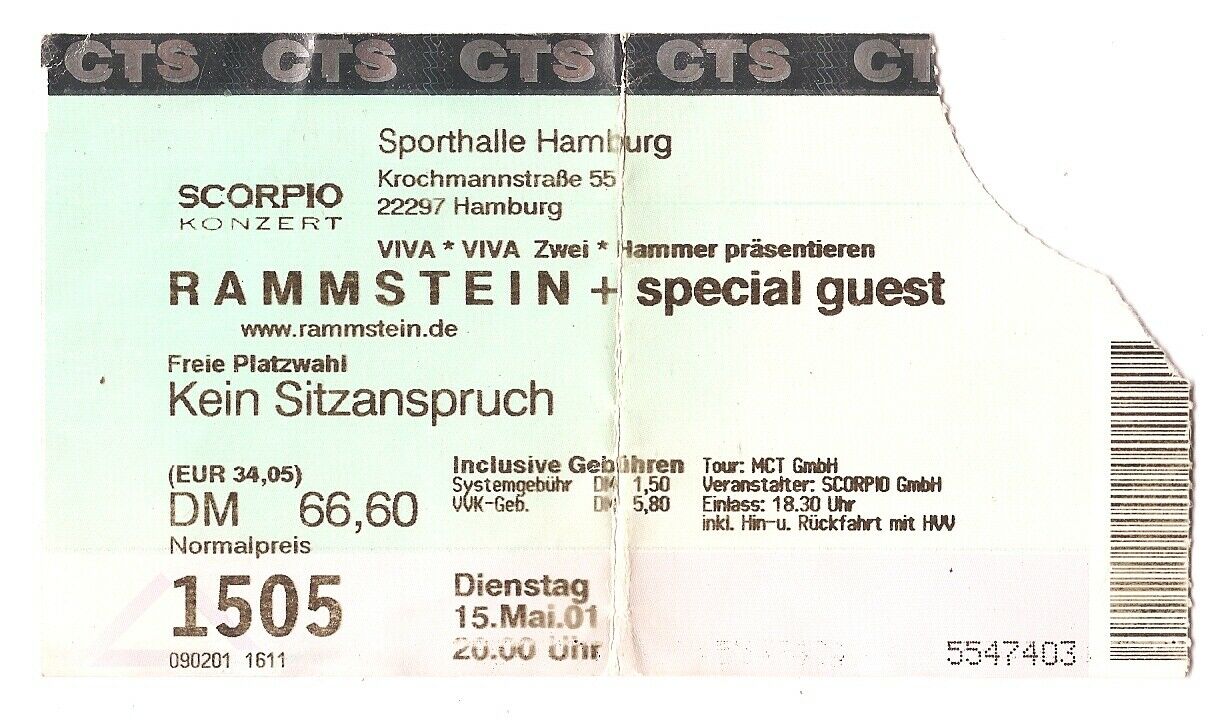 CTS CTS CTS CTS CT
Sporthalle Hamburg
Krochmannstraße 55
22297 Hamburg
SCORPIO
KONZERT
VIVA * VIVA Zwei * Hammer präsentieren
RAMMSTEIN + special guest
www.rammstein.de
Freie Platzwahl
Kein Sitzanspruch
(EUR 34,05)
DM 66,60
Normalpreis
Inclusive Gebühren
Systemgebühr DM 1,50
VVK-Geb. DM 5,80
Tour: MCT GmbH
Veranstalter: SCORPIO GmbH
Einlass: 18.30 Uhr
inkl. Hin-u. Rückfahrt mit HVV
1505
090201 1611
Dienstag
15.Mai.01
20.00 Uhr
5547403